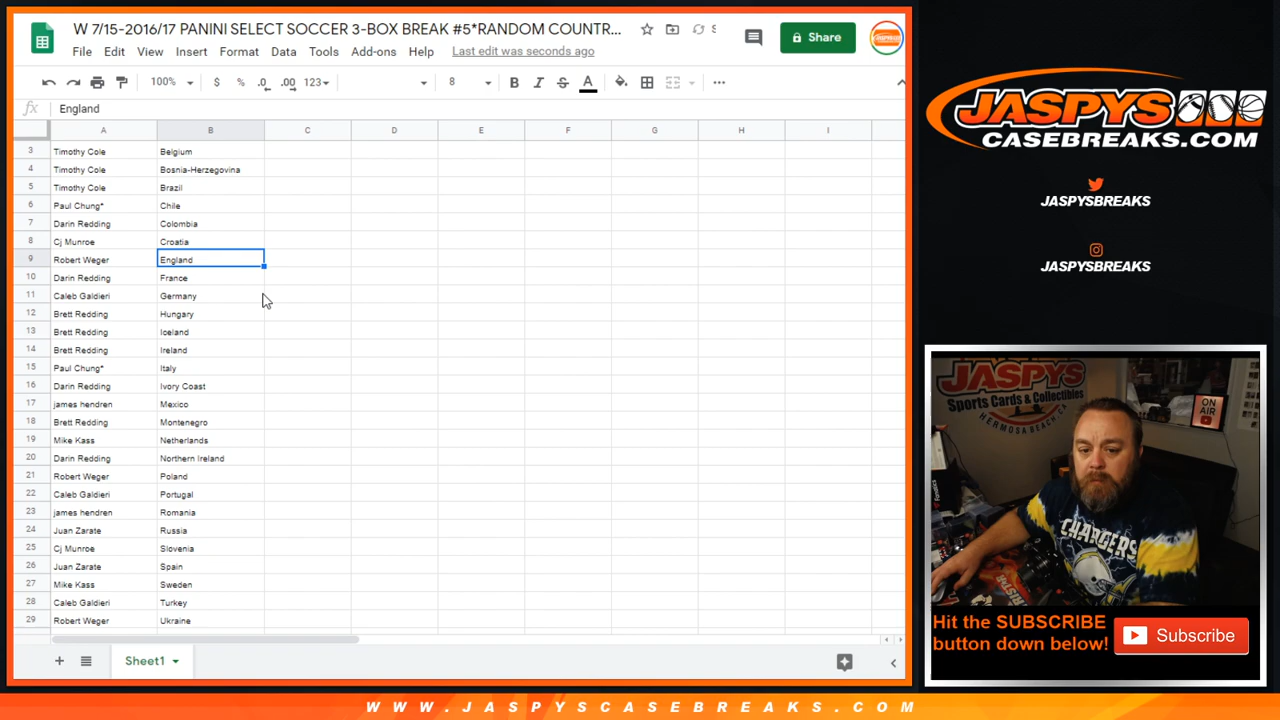 W 7/15-2016/17 PANINI SELECT SOCCER 3-BOX BREAK #5*RANDOM COUNTR...
File Edit View Insert Format Data Tools Add-ons Help Last edit was seconds ago
Share
100% $ % .0 .00 123 8 B I S A
fx England
A B C D E F G H I
3 Timothy Cole Belgium
4 Timothy Cole Bosnia-Herzegovina
5 Timothy Cole Brazil
6 Paul Chung* Chile
7 Darin Redding Colombia
8 Cj Munroe Croatia
9 Robert Weger England
10 Darin Redding France
11 Caleb Galdieri Germany
12 Brett Redding Hungary
13 Brett Redding Iceland
14 Brett Redding Ireland
15 Paul Chung* Italy
16 Darin Redding Ivory Coast
17 james hendren Mexico
18 Brett Redding Montenegro
19 Mike Kass Netherlands
20 Darin Redding Northern Ireland
21 Robert Weger Poland
22 Caleb Galdieri Portugal
23 james hendren Romania
24 Juan Zarate Russia
25 Cj Munroe Slovenia
26 Juan Zarate Spain
27 Mike Kass Sweden
28 Caleb Galdieri Turkey
29 Robert Weger Ukraine
Sheet1
JASPYS
CASEBREAKS.COM
JASPYSBREAKS
JASPYSBREAKS
JASPYS
Sports Cards & Collectibles
HERMOSA BEACH, CA
ON
AIR
CHARGERS
Hit the SUBSCRIBE
button down below!
Subscribe
WWW.JASPYSCASEBREAKS.COM